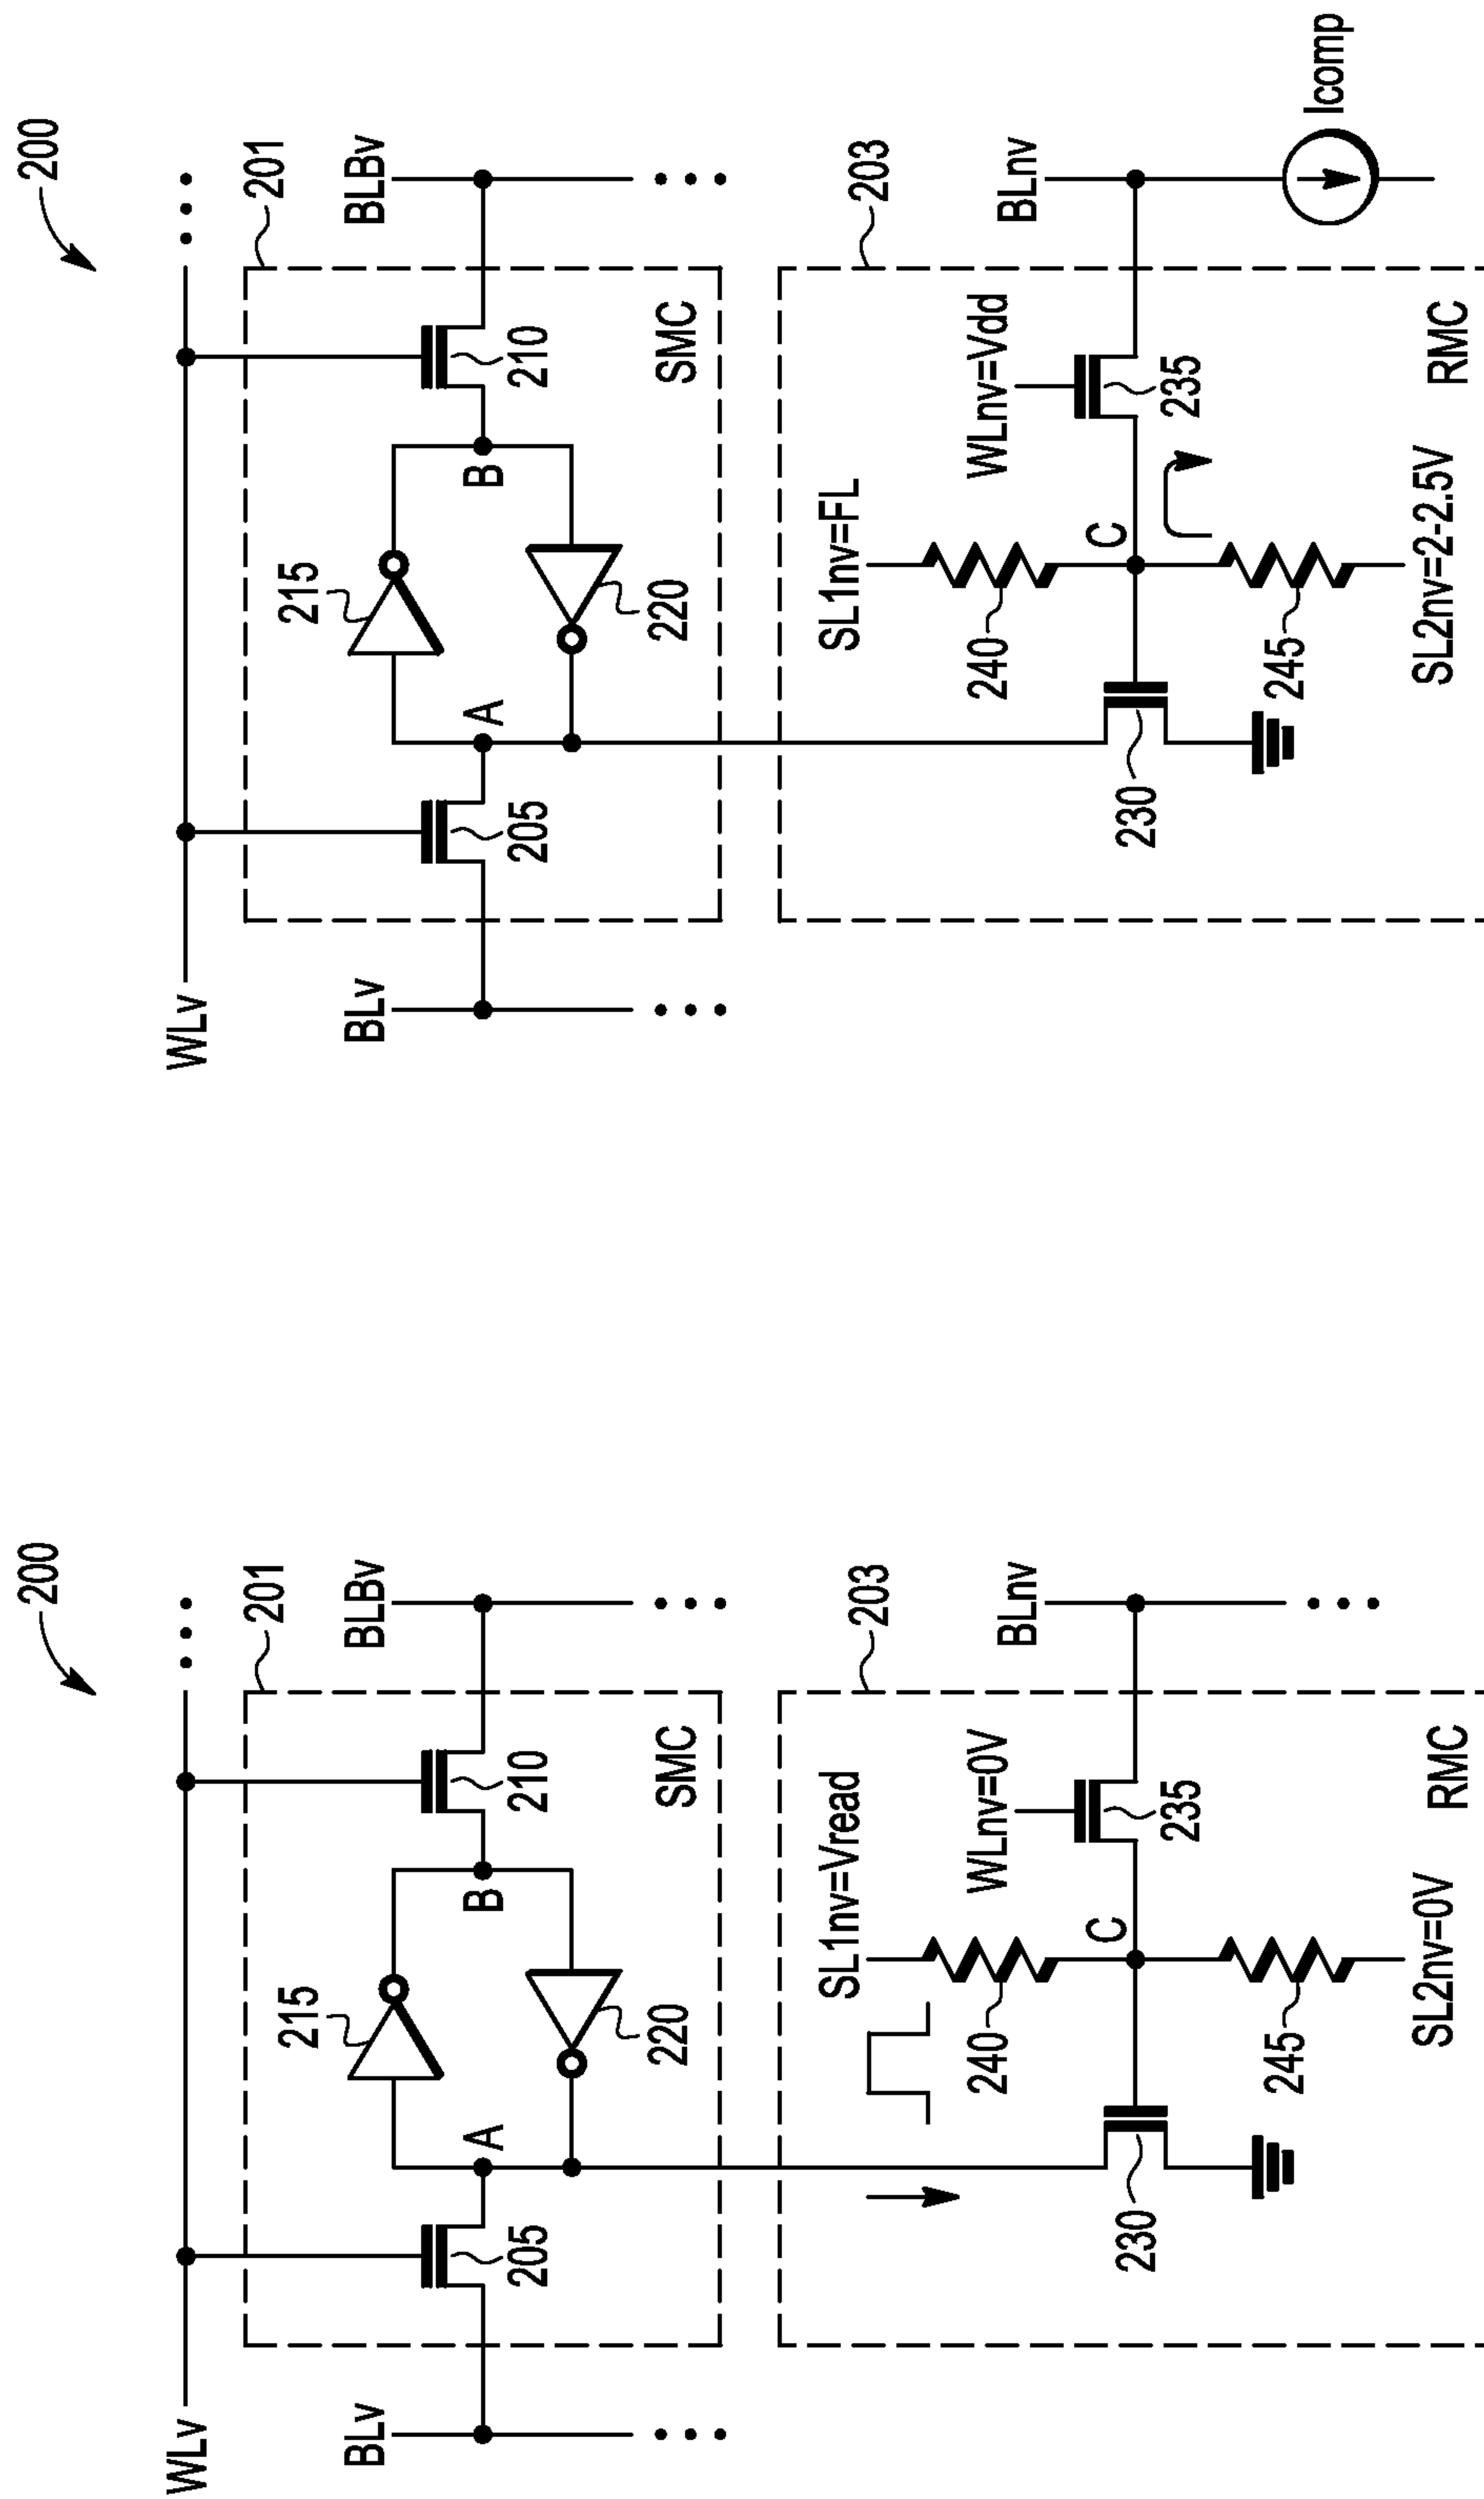 200
WLv
201
BLv
BLBv
215
A
B
205
210
220
SMC
203
SL1nv=Vread
WLnv=0V
BLnv
240
C
230
235
245
SL2nv=0V
RMC
200
WLv
201
BLv
BLBv
215
A
B
205
210
220
SMC
203
SL1nv=FL
WLnv=Vdd
BLnv
240
C
230
235
245
Icomp
SL2nv=2-2.5V
RMC